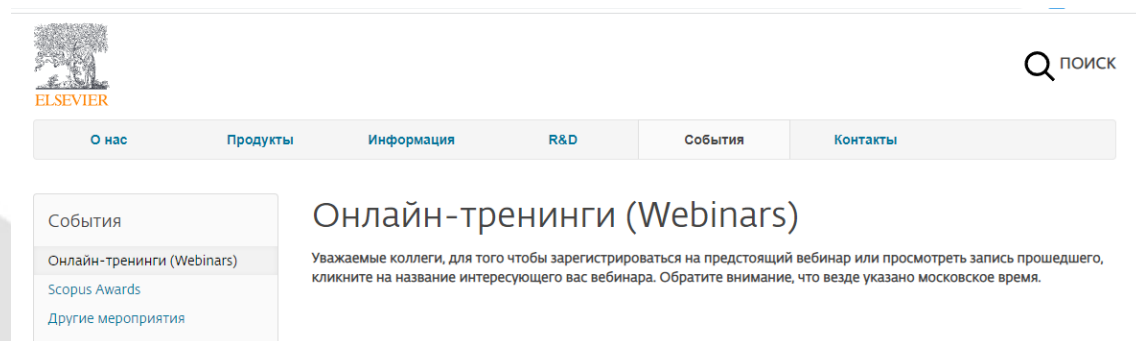 ELSEVIER
ПОИСК
О нас Продукты Информация R&D События Контакты
События
Онлайн-тренинги (Webinars)
Scopus Awards
Другие мероприятия
Онлайн-тренинги (Webinars)
Уважаемые коллеги, для того чтобы зарегистрироваться на предстоящий вебинар или просмотреть запись прошедшего,
кликните на название интересующего вас вебинара. Обратите внимание, что везде указано московское время.